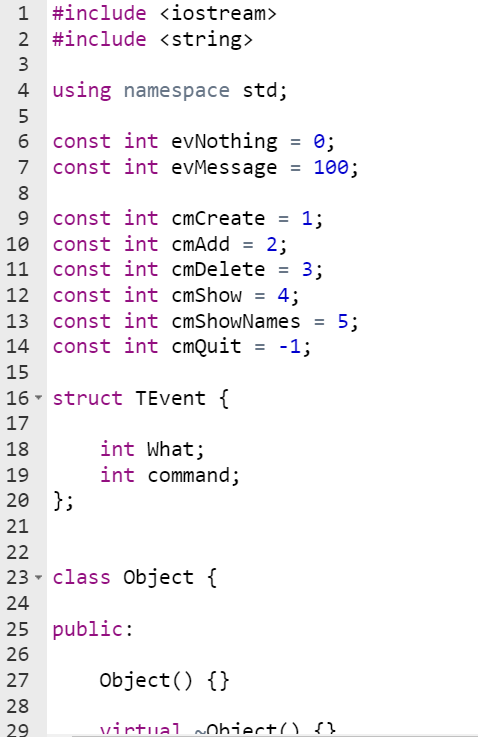 1 #include <iostream>
2 #include <string>
3
4 using namespace std;
5
6 const int evNothing = 0;
7 const int evMessage = 100;
8
9 const int cmCreate = 1;
10 const int cmAdd = 2;
11 const int cmDelete = 3;
12 const int cmShow = 4;
13 const int cmShowNames = 5;
14 const int cmQuit = -1;
15
16 struct TEvent {
17
18     int What;
19     int command;
20 };
21
22
23 class Object {
24
25 public:
26
27     Object() {}
28
29     virtual ~Object() {}